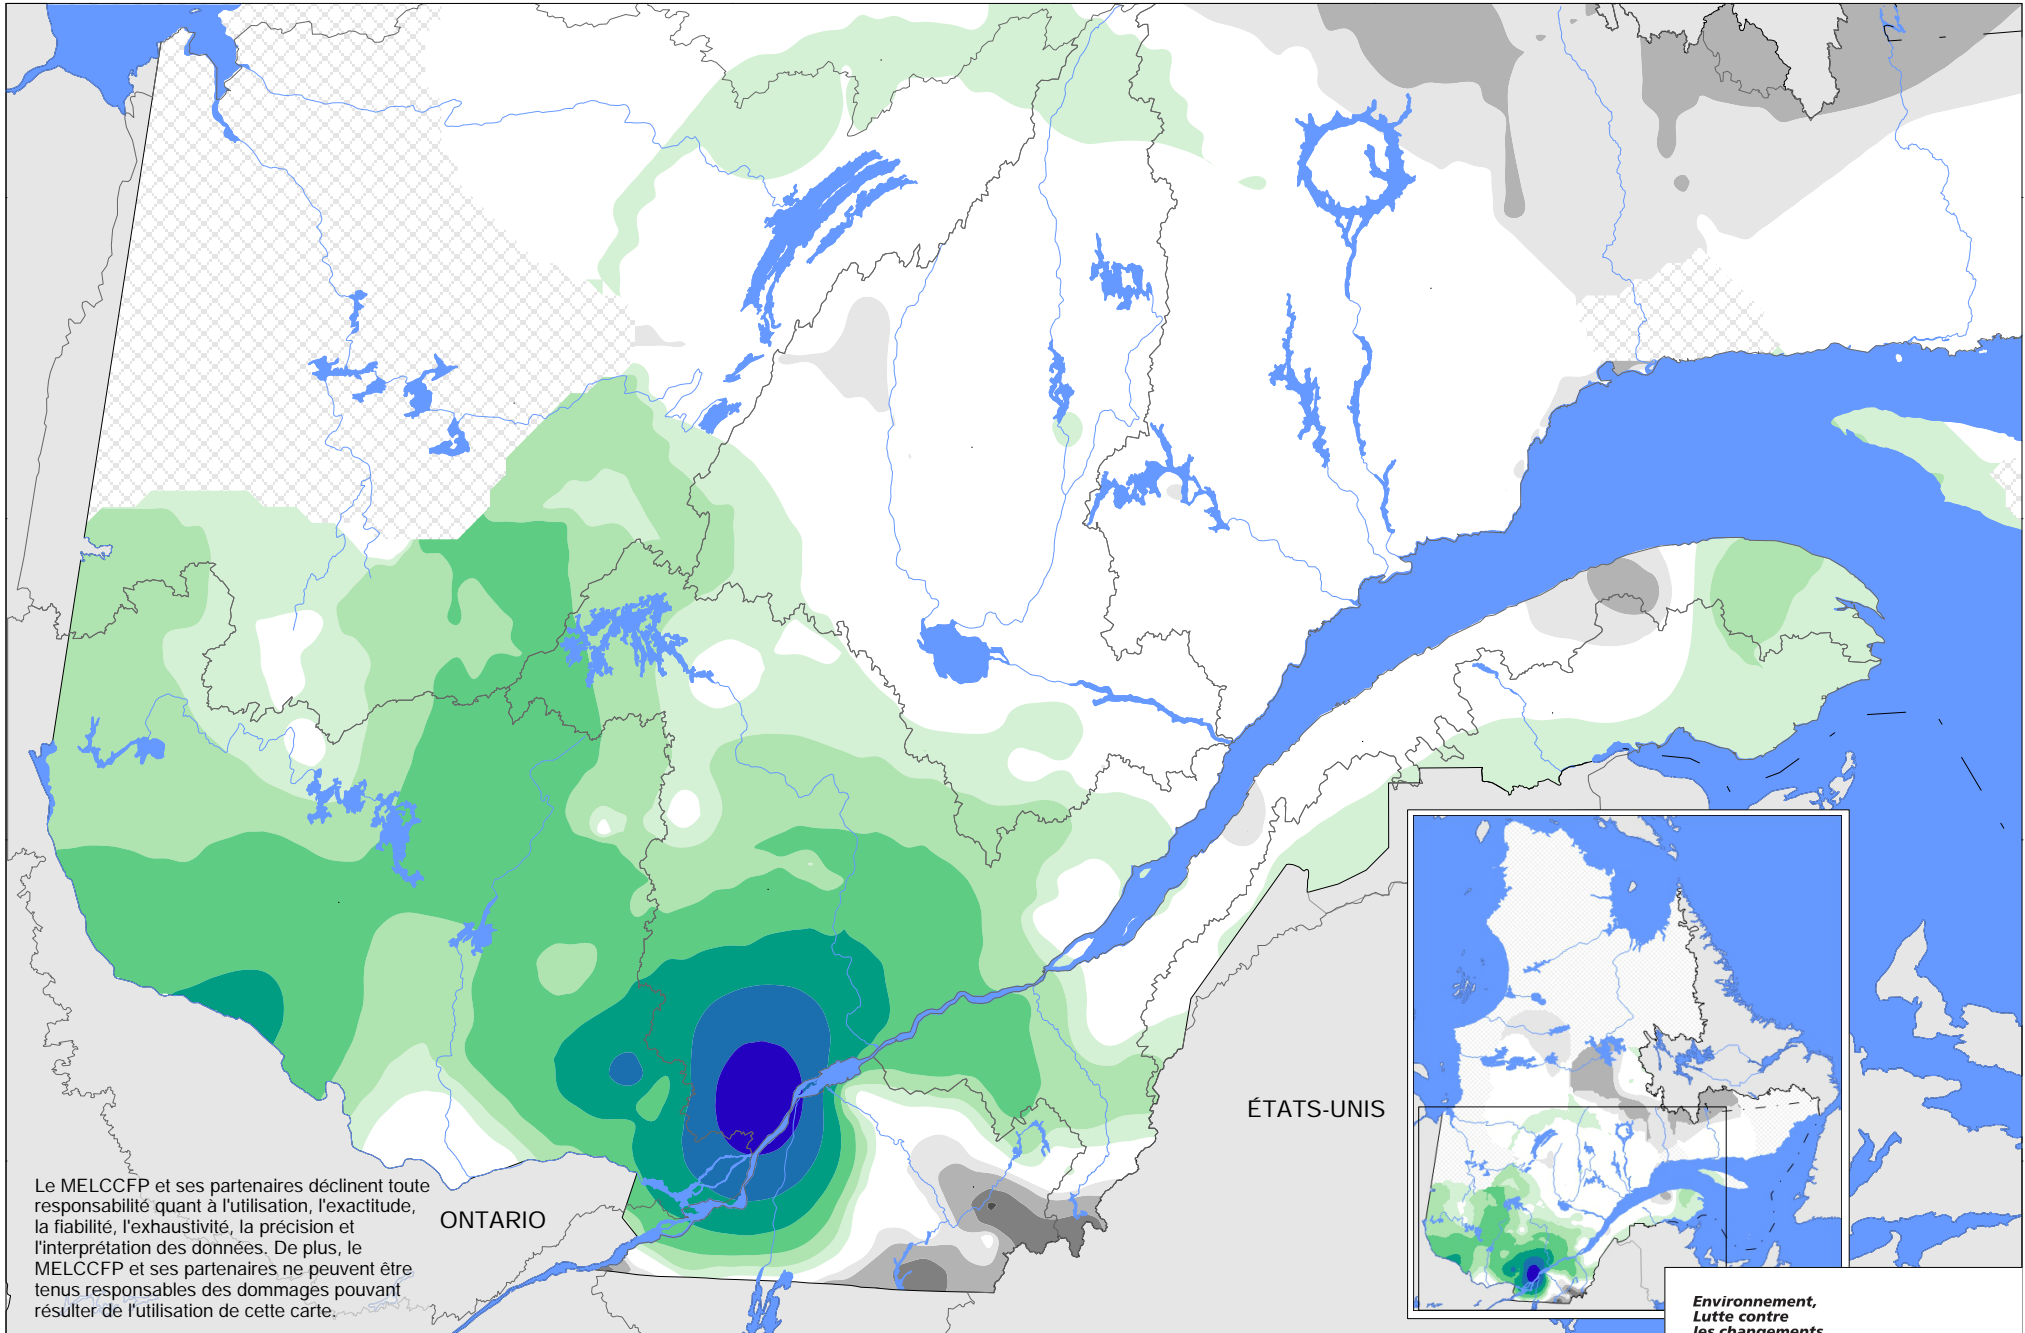 ÉTATS-UNIS
Le MELCCFP et ses partenaires déclinent toute
responsabilité quant à l'utilisation, l'exactitude,
la fiabilité, l'exhaustivité, la précision et
l'interprétation des données. De plus, le
MELCCFP et ses partenaires ne peuvent être
tenus responsables des dommages pouvant
résulter de l'utilisation de cette carte.
ONTARIO
Environnement,
Lutte contre
les changements